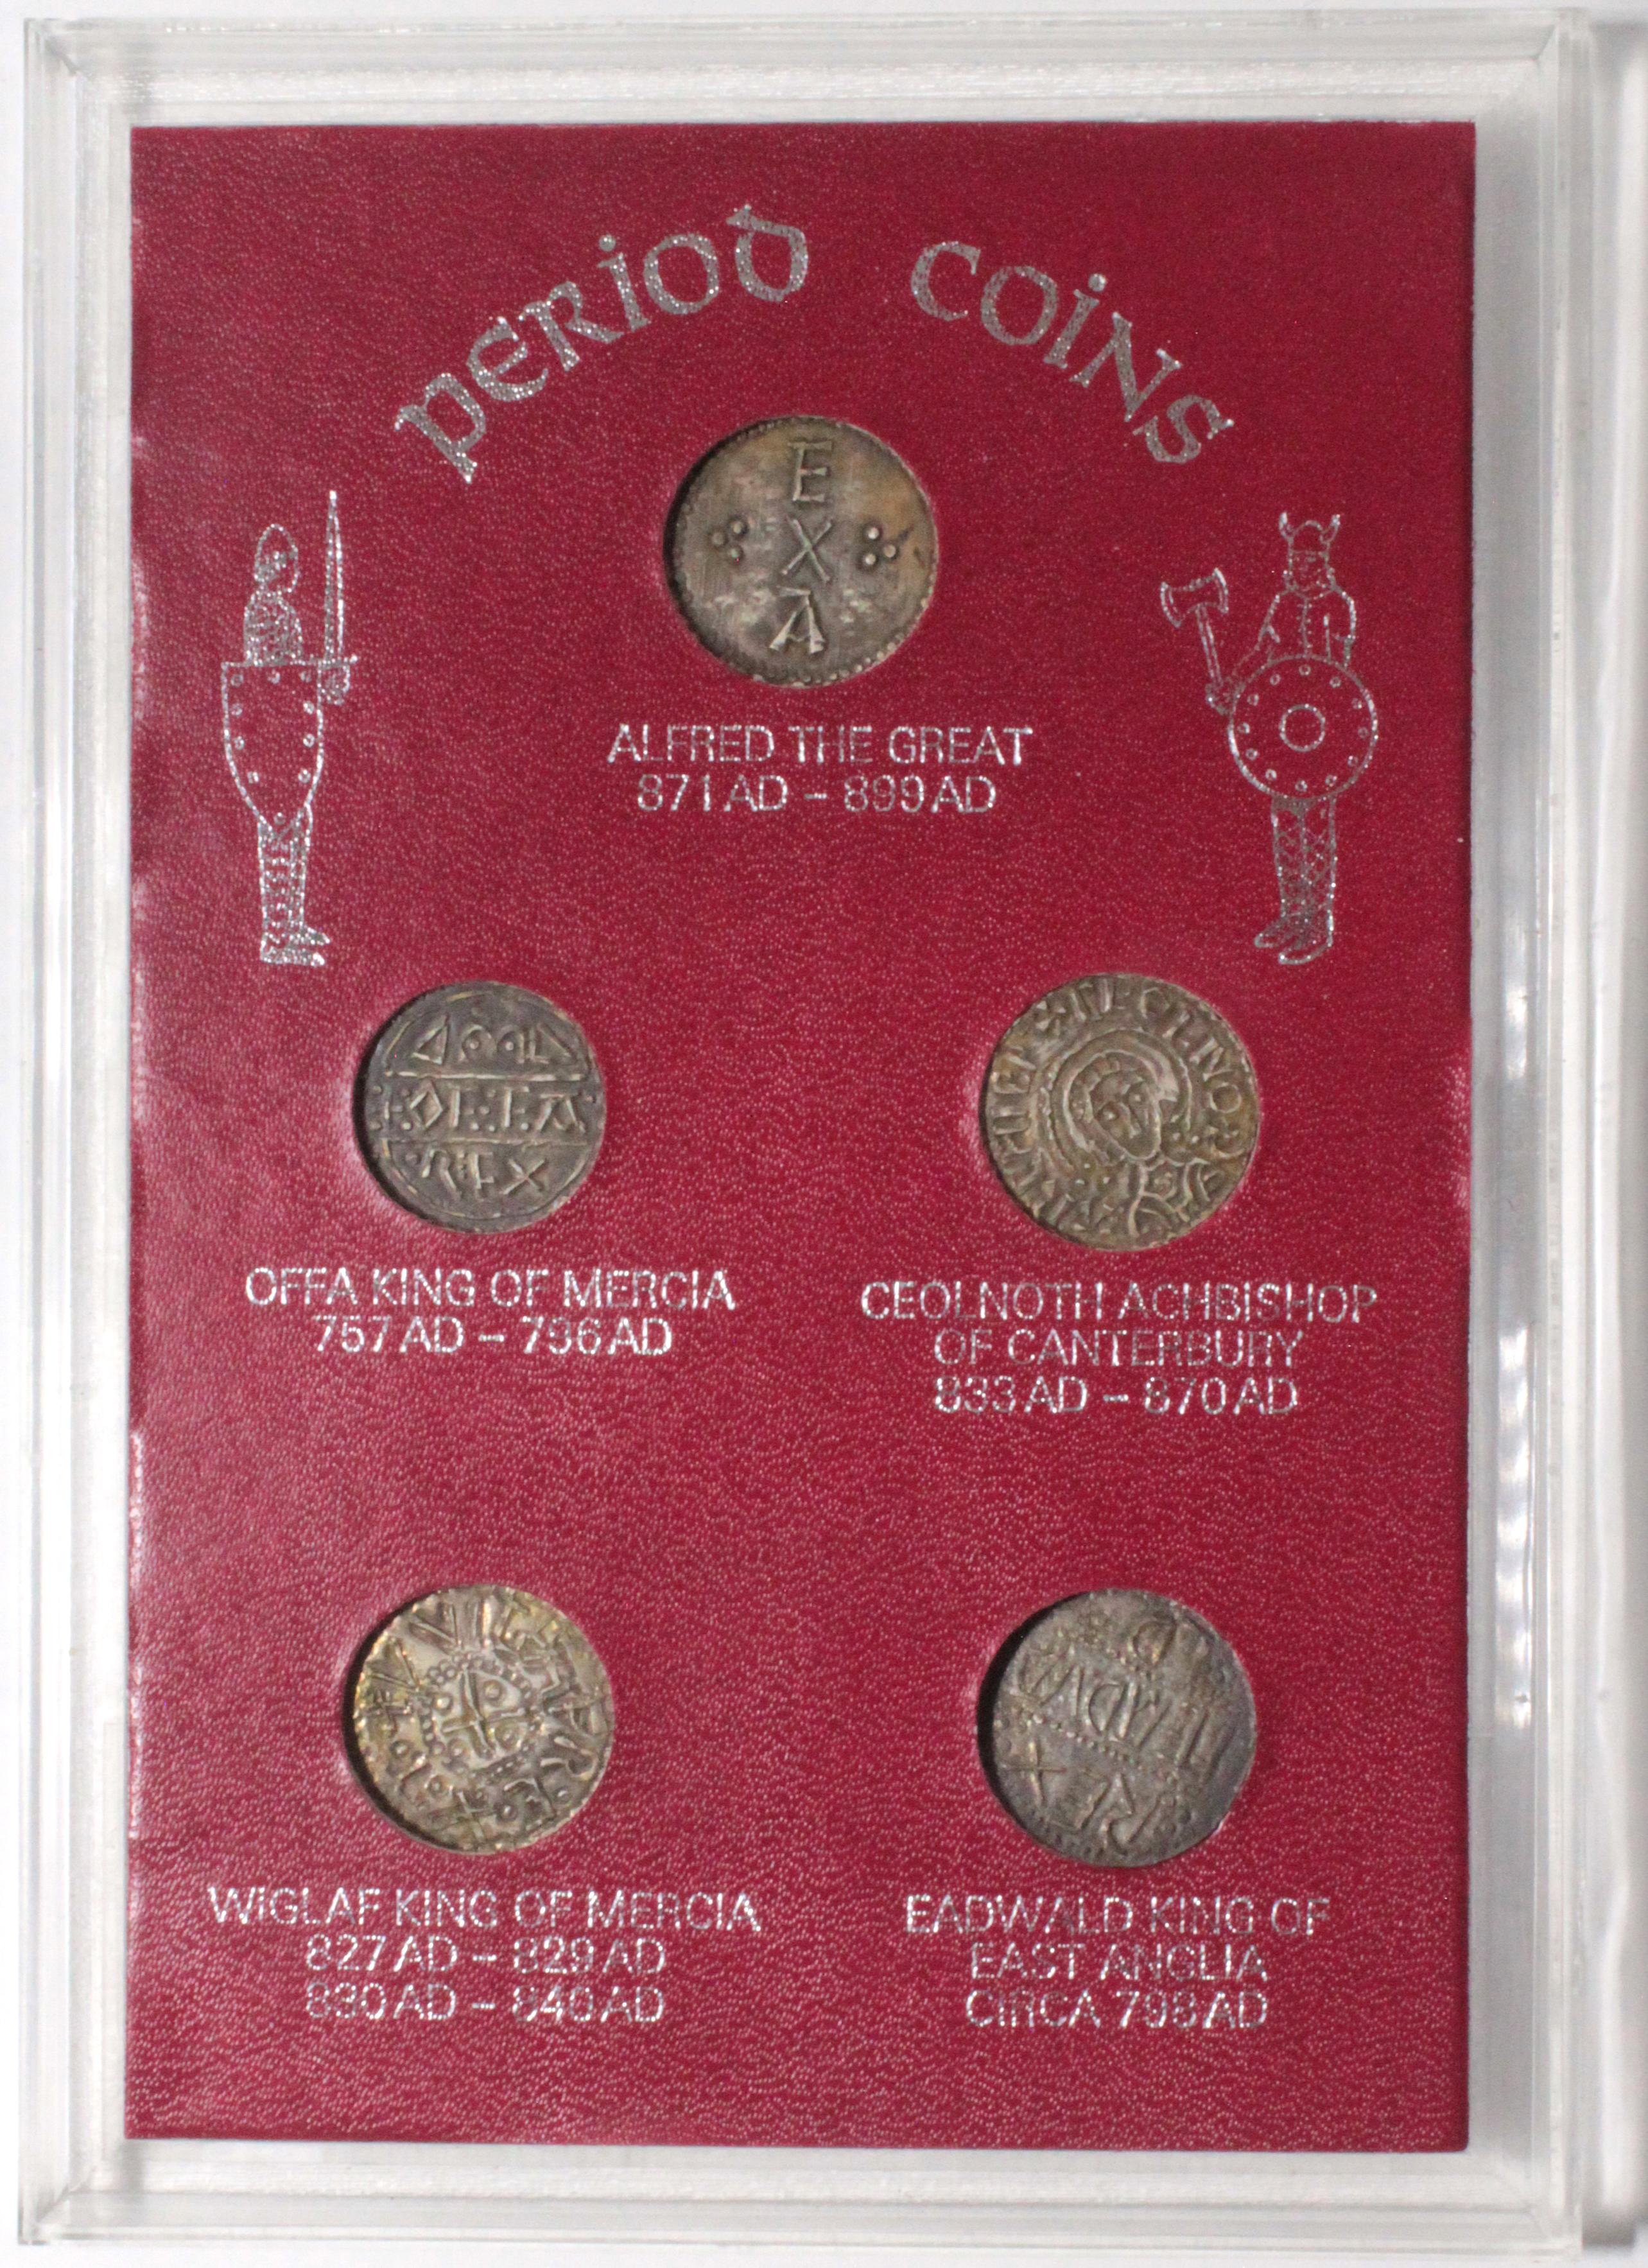 PERIOD COINS
E
X
A
ALFRED THE GREAT
871 AD – 899 AD
OFFA
REX
OFFA KING OF MERCIA
757 AD – 796 AD
CEOLNOTH ACHBISHOP
OF CANTERBURY
833 AD – 870 AD
WIGLAF KING OF MERCIA
827 AD – 829 AD
830 AD – 840 AD
EADWALD KING OF
EAST ANGLIA
CIRCA 798 AD